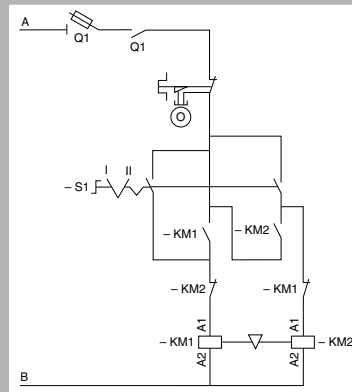 A
Q1
Q1
O
I II
– S1
– KM1
– KM2
– KM2
– KM1
A1
A1
– KM1
– KM2
A2
A2
B